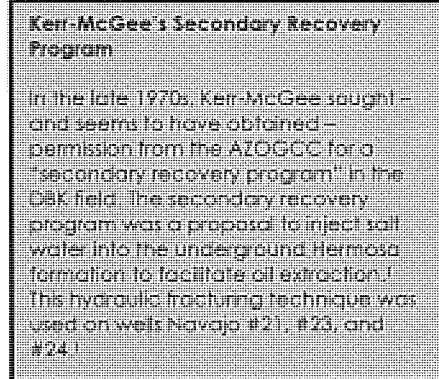 Kerr-McGee's Secondary Recovery
Program
In the late 1970s, Kerr-McGee sought –
and seems to have obtained –
permission from the AZOGCC for a
"secondary recovery program" in the
DBK field. The secondary recovery
program was a proposal to inject salt
water into the underground Hermosa
formation to facilitate oil extraction.
This hydraulic fracturing technique was
used on wells Navajo #21, #23, and
#24.